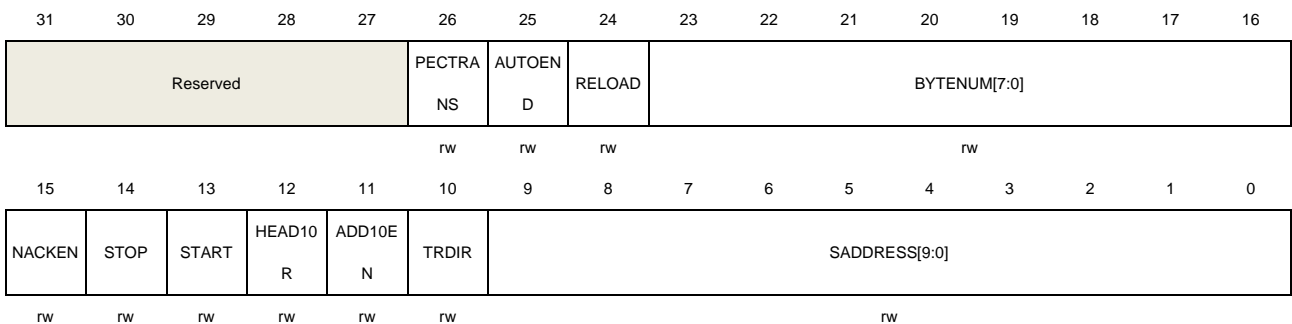 31 30 29 28 27 26 25 24 23 22 21 20 19 18 17 16
Reserved PECTRA NS AUTOEN D RELOAD BYTENUM[7:0]
rw rw rw rw
15 14 13 12 11 10 9 8 7 6 5 4 3 2 1 0
NACKEN STOP START HEAD10 R ADD10E N TRDIR SADDRESS[9:0]
rw rw rw rw rw rw rw